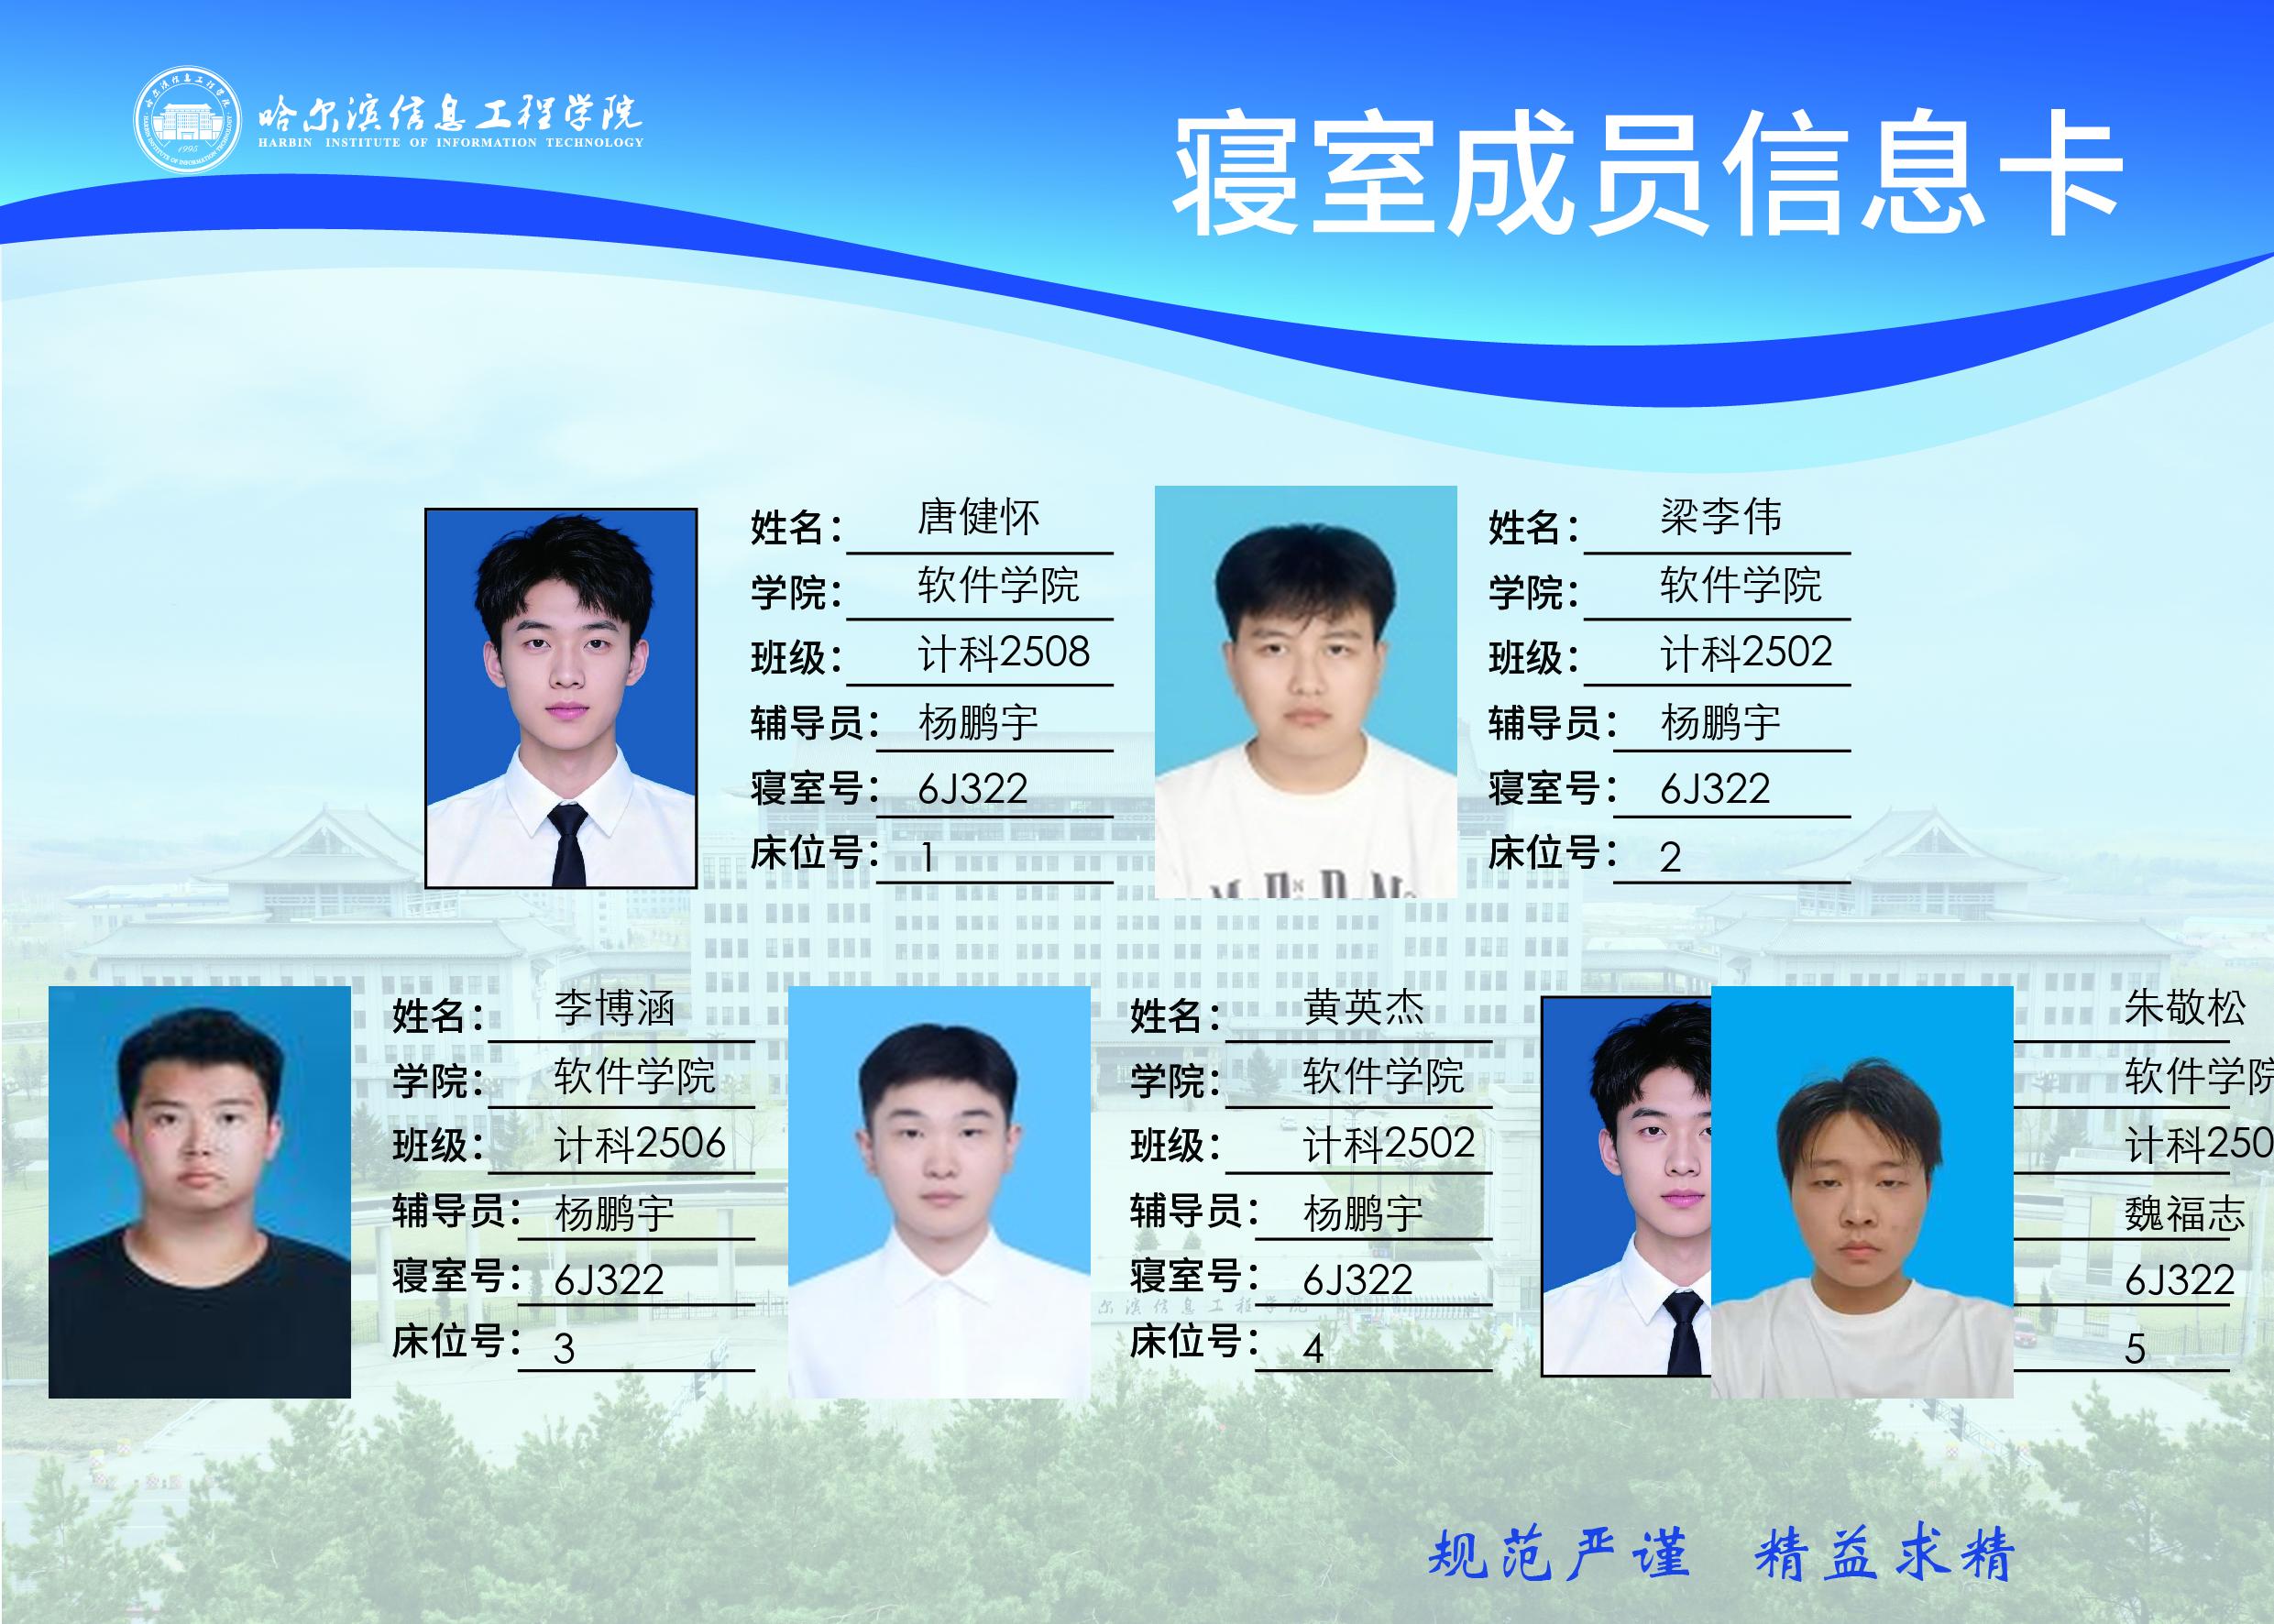 哈尔滨信息工程学院
HARBIN INSTITUTE OF INFORMATION TECHNOLOGY
1995
寝室成员信息卡
姓名：唐健怀
学院：软件学院
班级：计科2508
辅导员：杨鹏宇
寝室号：6J322
床位号：1
姓名：梁李伟
学院：软件学院
班级：计科2502
辅导员：杨鹏宇
寝室号：6J322
床位号：2
姓名：李博涵
学院：软件学院
班级：计科2506
辅导员：杨鹏宇
寝室号：6J322
床位号：3
姓名：黄英杰
学院：软件学院
班级：计科2502
辅导员：杨鹏宇
寝室号：6J322
床位号：4
朱敬松
软件学院
计科250
魏福志
6J322
5
规范严谨 精益求精